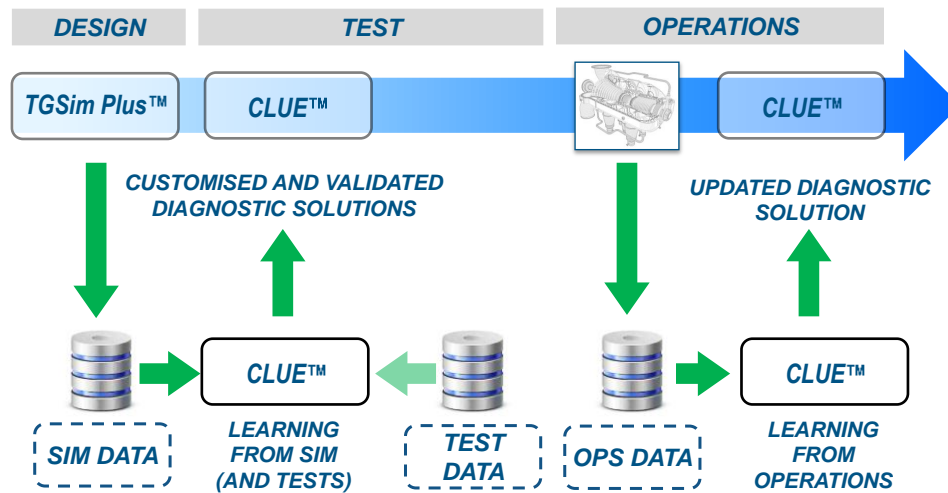 DESIGN
TEST
OPERATIONS
TGSim Plus™
CLUE™
CLUE™
CUSTOMISED AND VALIDATED
DIAGNOSTIC SOLUTIONS
UPDATED DIAGNOSTIC
SOLUTION
CLUE™
CLUE™
SIM DATA
LEARNING
FROM SIM
(AND TESTS)
TEST
DATA
OPS DATA
LEARNING
FROM
OPERATIONS